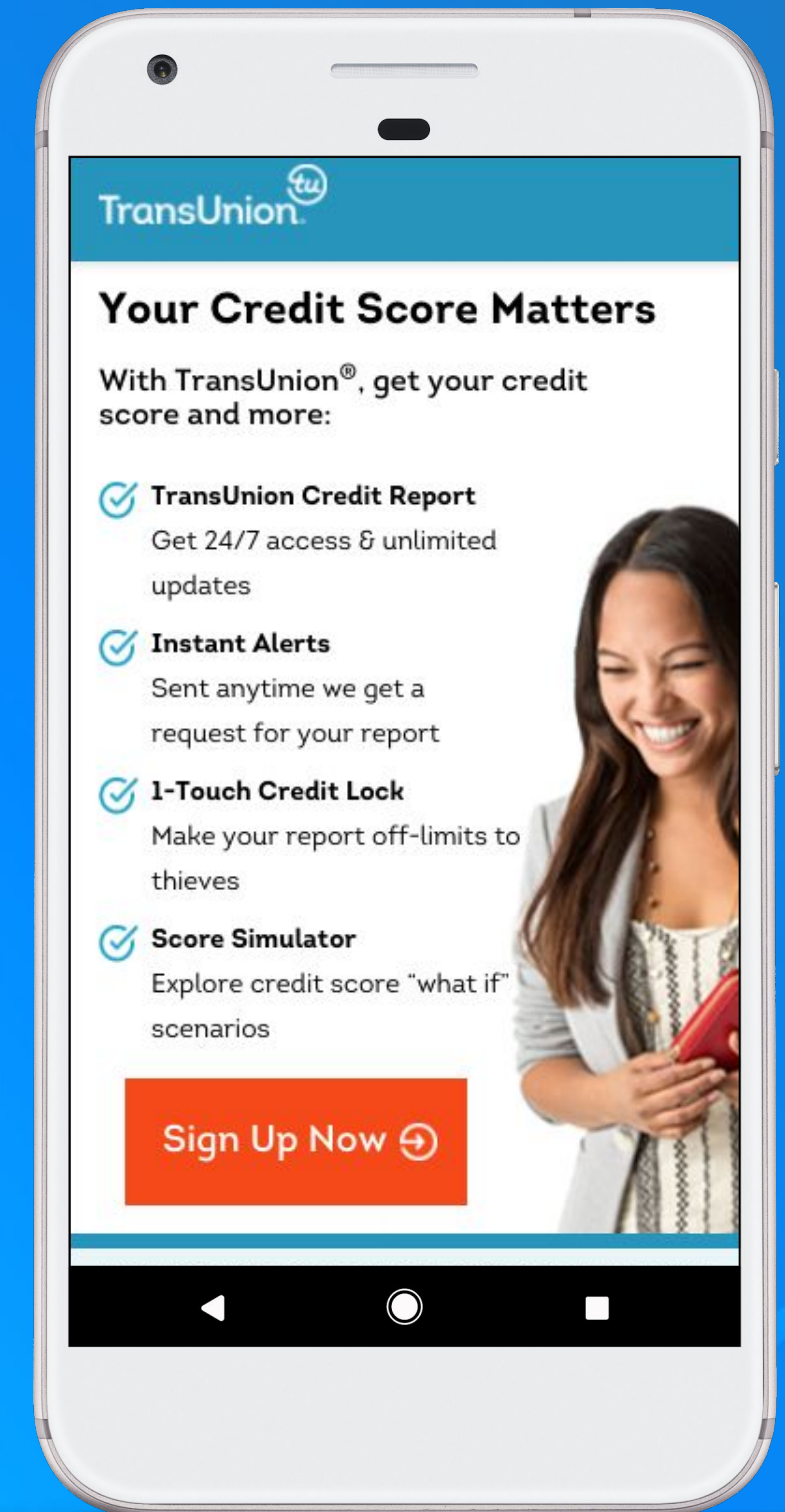 tu
TransUnion
Your Credit Score Matters
With TransUnion®, get your credit
score and more:
TransUnion Credit Report
Get 24/7 access & unlimited
updates
Instant Alerts
Sent anytime we get a
request for your report
1-Touch Credit Lock
Make your report off-limits to
thieves
Score Simulator
Explore credit score “what if”
scenarios
Sign Up Now